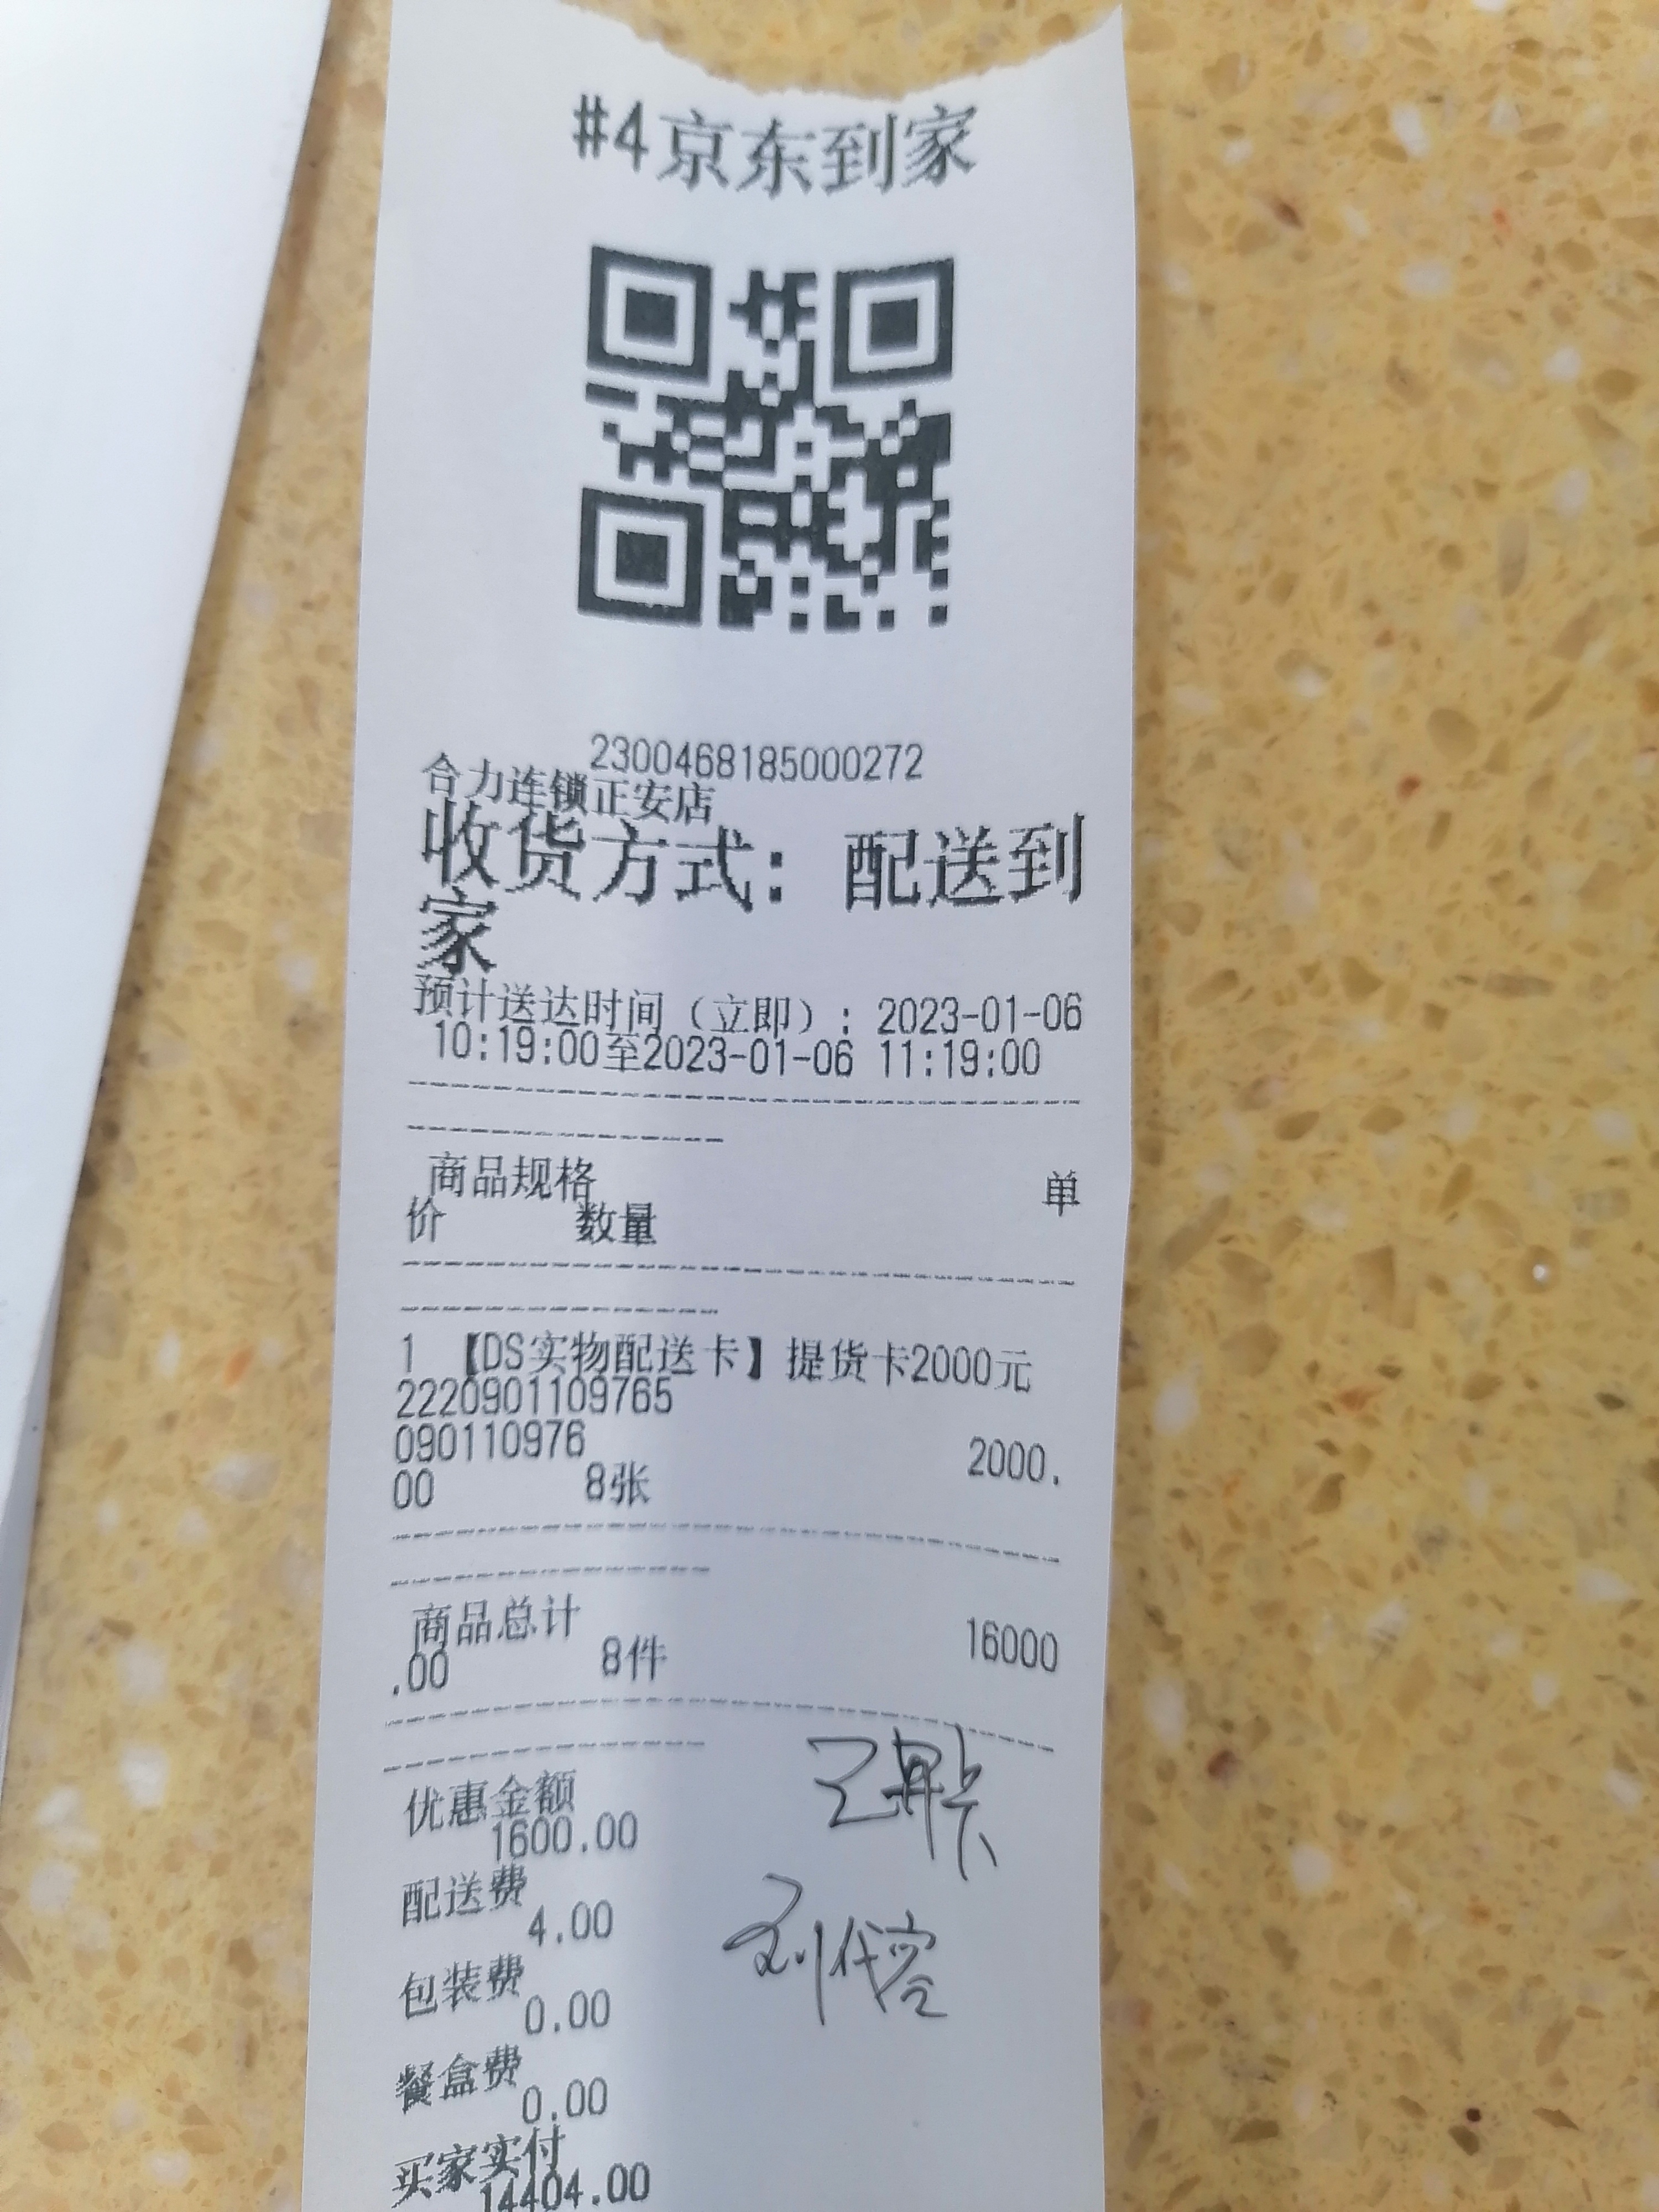 #4京东到家
2300468185000272
合力连锁正安店
收货方式：配送到
家
预计送达时间（立即）：2023-01-06
10:19:00至2023-01-06 11:19:00
商品规格 单
价 数量
1 【DS实物配送卡】提货卡2000元
2220901109765
090110976 2000.
00 8张
商品总计 16000
.00 8件
优惠金额
1600.00
配送费
4.00
包装费
0.00
餐盒费
0.00
买家实付
14404.00